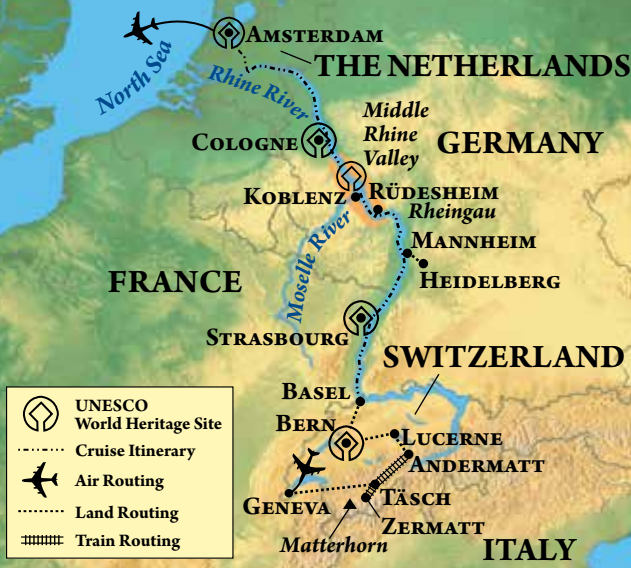 AMSTERDAM
THE NETHERLANDS
North Sea
Rhine River
Middle
Rhine
Valley
COLOGNE
GERMANY
KOBLENZ
RÜDESHEIM
Rheingau
Moselle River
MANNHEIM
HEIDELBERG
FRANCE
STRASBOURG
SWITZERLAND
BASEL
BERN
LUCERNE
ANDERMATT
GENEVA
TÄSCH
ZERMATT
Matterhorn
ITALY
UNESCO
World Heritage Site
Cruise Itinerary
Air Routing
Land Routing
Train Routing